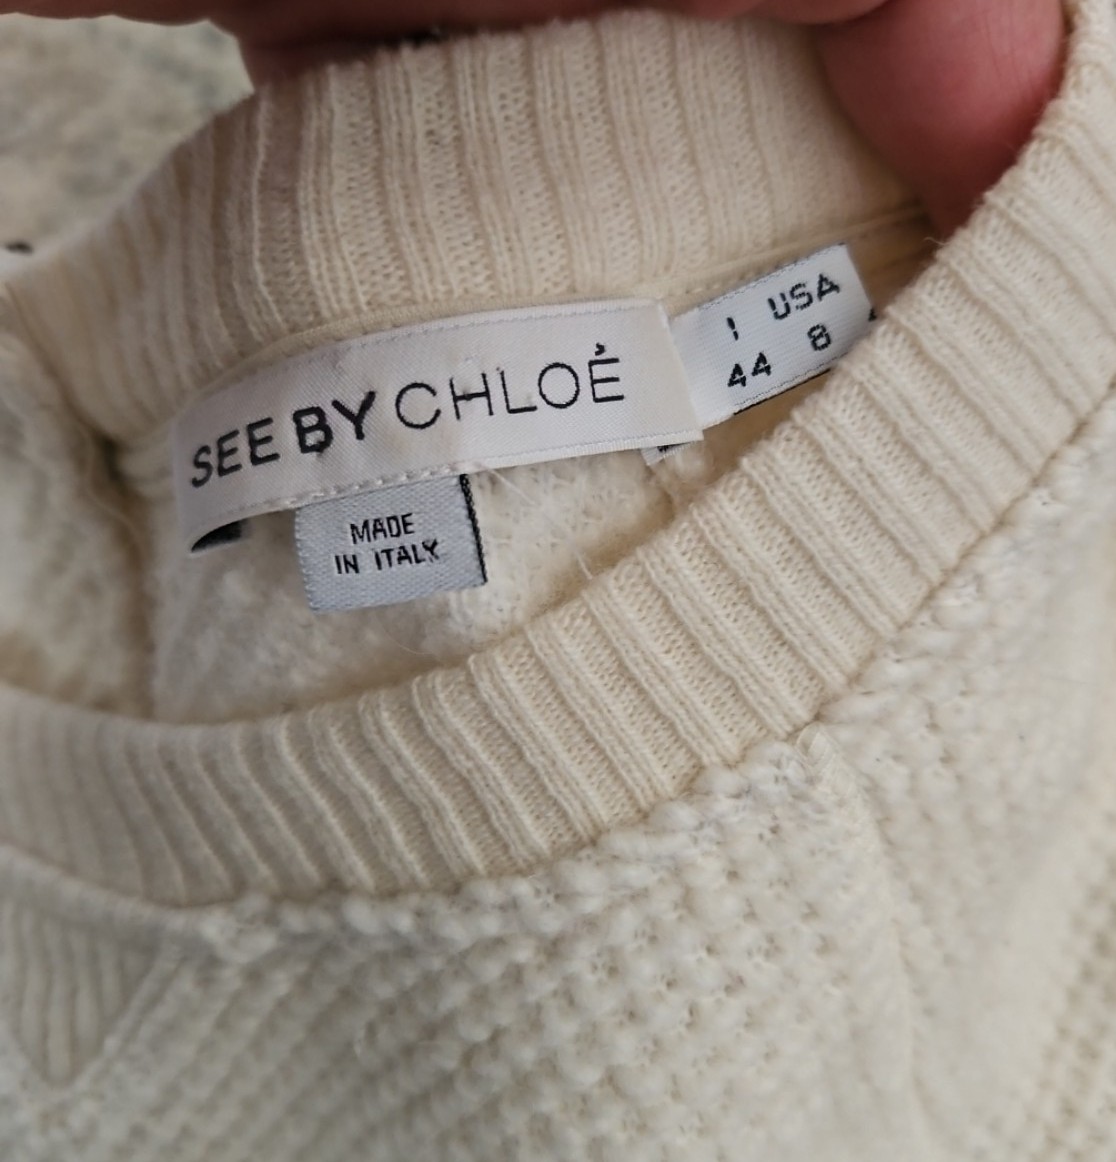 SEE BY CHLOÉ
I USA
44 8
MADE
IN ITALY